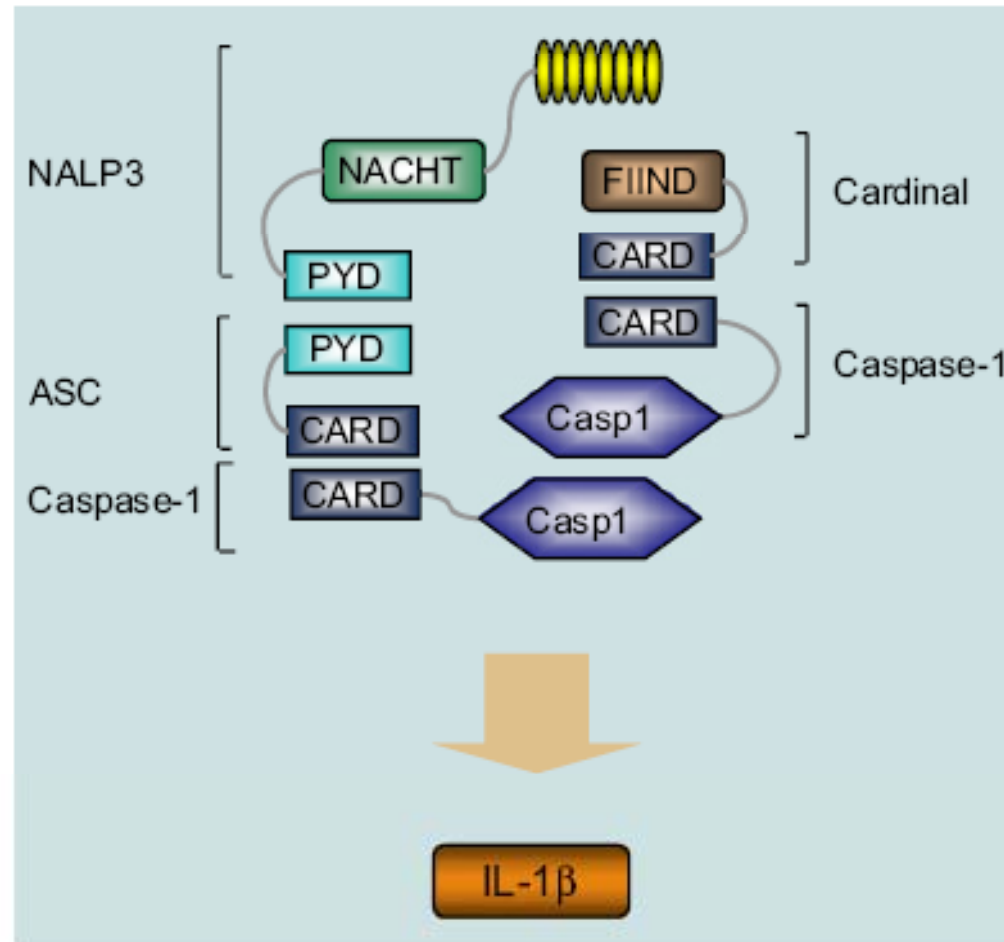 NALP3
NACHT
PYD
FIIND
CARD
Cardinal
ASC
PYD
CARD
CARD
Casp1
Caspase-1
Caspase-1
CARD
Casp1
IL-1β